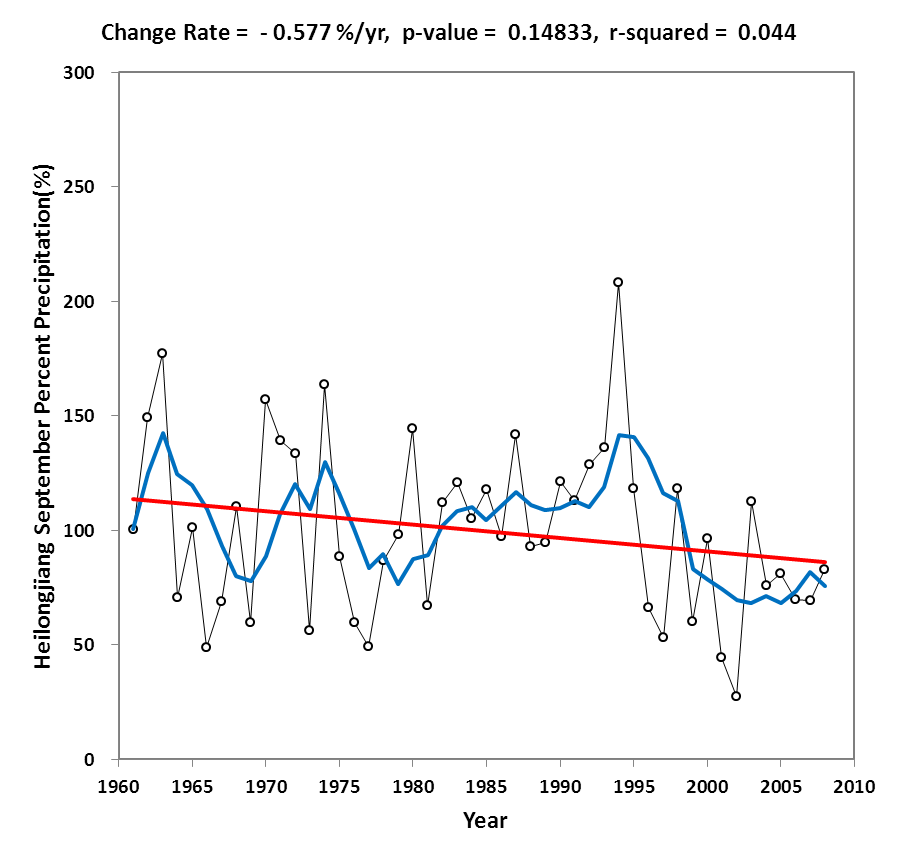 Change Rate = - 0.577 %/yr, p-value = 0.14833, r-squared = 0.044
300
250
200
150
100
50
0
Heilongjiang September Percent Precipitation(%)
1960 1965 1970 1975 1980 1985 1990 1995 2000 2005 2010
Year